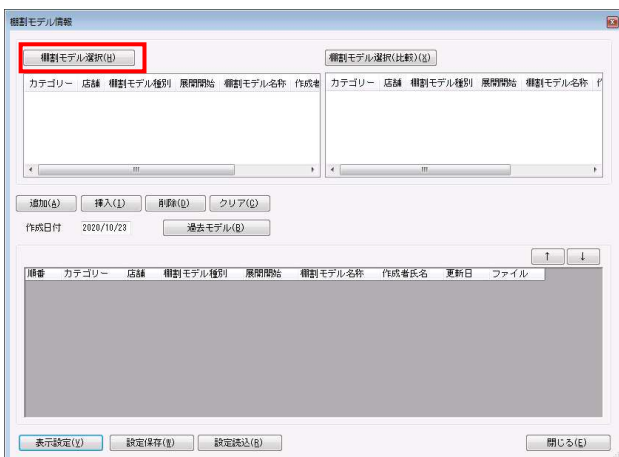 棚割モデル情報
棚割モデル選択(H) 棚割モデル選択(比較)(X)
カテゴリー 店舗 棚割モデル種別 展開開始 棚割モデル名称 作成者 カテゴリー 店舗 棚割モデル種別 展開開始 棚割モデル名称
追加(A) 挿入(I) 削除(D) クリア(C)
作成日付 2020/10/23 過去モデル(B)
↑ ↓
順番 カテゴリー 店舗 棚割モデル種別 展開開始 棚割モデル名称 作成者氏名 更新日 ファイル
表示設定(V) 設定保存(W) 設定読込(R) 閉じる(E)